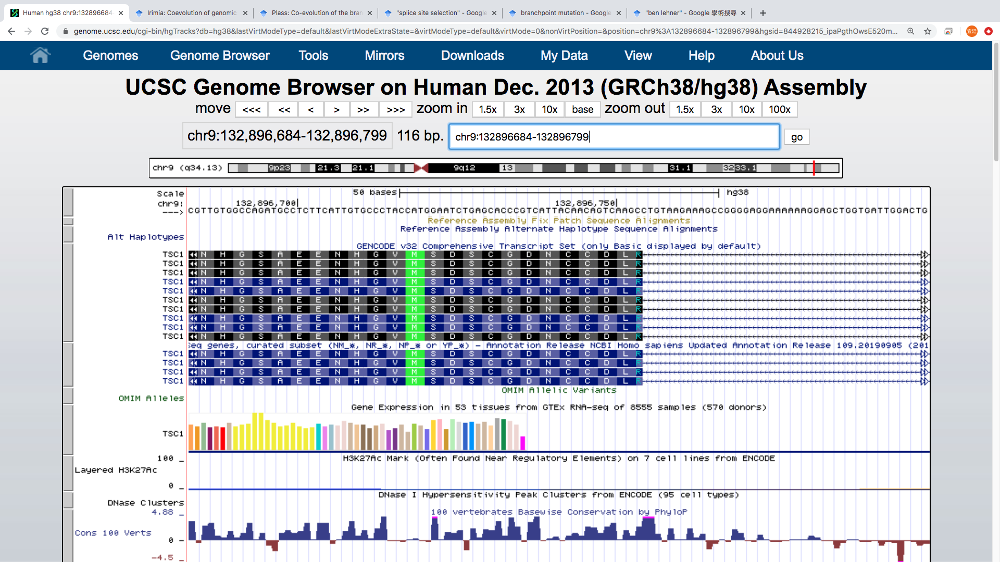 Human hg38 chr9:132896684
Irimia: Coevolution of genomic
Plass: Co-evolution of the bran
"splice site selection" - Google
branchpoint mutation - Google
"ben lehner" - Google 學術搜尋
genome.ucsc.edu/cgi-bin/hgTracks?db=hg38&lastVirtModeType=default&lastVirtModeExtraState=&virtModeType=default&virtMode=0&nonVirtPosition=&position=chr9%3A132896684-132896799&hgsid=844928215_ipaPgthOwsE520m...
宜廷
Genomes Genome Browser Tools Mirrors Downloads My Data View Help About Us
UCSC Genome Browser on Human Dec. 2013 (GRCh38/hg38) Assembly
move <<< << < > >> >>> zoom in 1.5x 3x 10x base zoom out 1.5x 3x 10x 100x
chr9:132,896,684-132,896,799 116 bp. chr9:132896684-132896799 go
chr9 (q34.13) 9p23 21.3 21.1 9q12 13 31.1 32 33.1
Scale 50 bases hg38
chr9: 132,896,700 132,896,750
---> CGTTGTGGCCAGATGCCTCTTCATTGTGCCCTACCATGGAATCTGAGCACCCGTCATTACAACAGTCAAGCCTGTAAGAAAGCCGGGGAGGAAAAAAGGAGCTGGTGATTGGACTG
Reference Assembly Fix Patch Sequence Alignments
Reference Assembly Alternate Haplotype Sequence Alignments
Alt Haplotypes
GENCODE v32 Comprehensive Transcript Set (only Basic displayed by default)
TSC1 N H G S A E E N H G V M S D S C G D N C C D L R
TSC1 N H G S A E E N H G V M S D S C G D N C C D L R
TSC1 N H G S A E E N H G V M S D S C G D N C C D L R
TSC1 N H G S A E E N H G V M S D S C G D N C C D L R
TSC1 N H G S A E E N H G V M S D S C G D N C C D L R
TSC1 N H G S A E E N H G V M S D S C G D N C C D L R
TSC1 N H G S A E E N H G V M S D S C G D N C C D L R
TSC1 N H G S A E E N H G V M S D S C G D N C C D L R
TSC1 N H G S A E E N H G V M S D S C G D N C C D L R
TSC1 N H G S A E E N H G V M S D S C G D N C C D L R
Seq genes, curated subset (NM_*, NR_*, NP_* or YP_*) - Annotation Release NCBI Homo sapiens Updated Annotation Release 109.20190905 (201
TSC1 N H G S A E E N H G V M S D S C G D N C C D L R
TSC1 N H G S A E E N H G V M S D S C G D N C C D L R
TSC1 N H G S A E E N H G V M S D S C G D N C C D L R
TSC1 N H G S A E E N H G V M S D S C G D N C C D L R
OMIM Allelic Variants
OMIM Alleles
Gene Expression in 53 tissues from GTEx RNA-seq of 8555 samples (570 donors)
TSC1
H3K27Ac Mark (Often Found Near Regulatory Elements) on 7 cell lines from ENCODE
100 _
Layered H3K27Ac
0 _
DNase I Hypersensitivity Peak Clusters from ENCODE (95 cell types)
DNase Clusters
100 vertebrates Basewise Conservation by PhyloP
4.88 _
Cons 100 Verts
0 -
-4.5 _